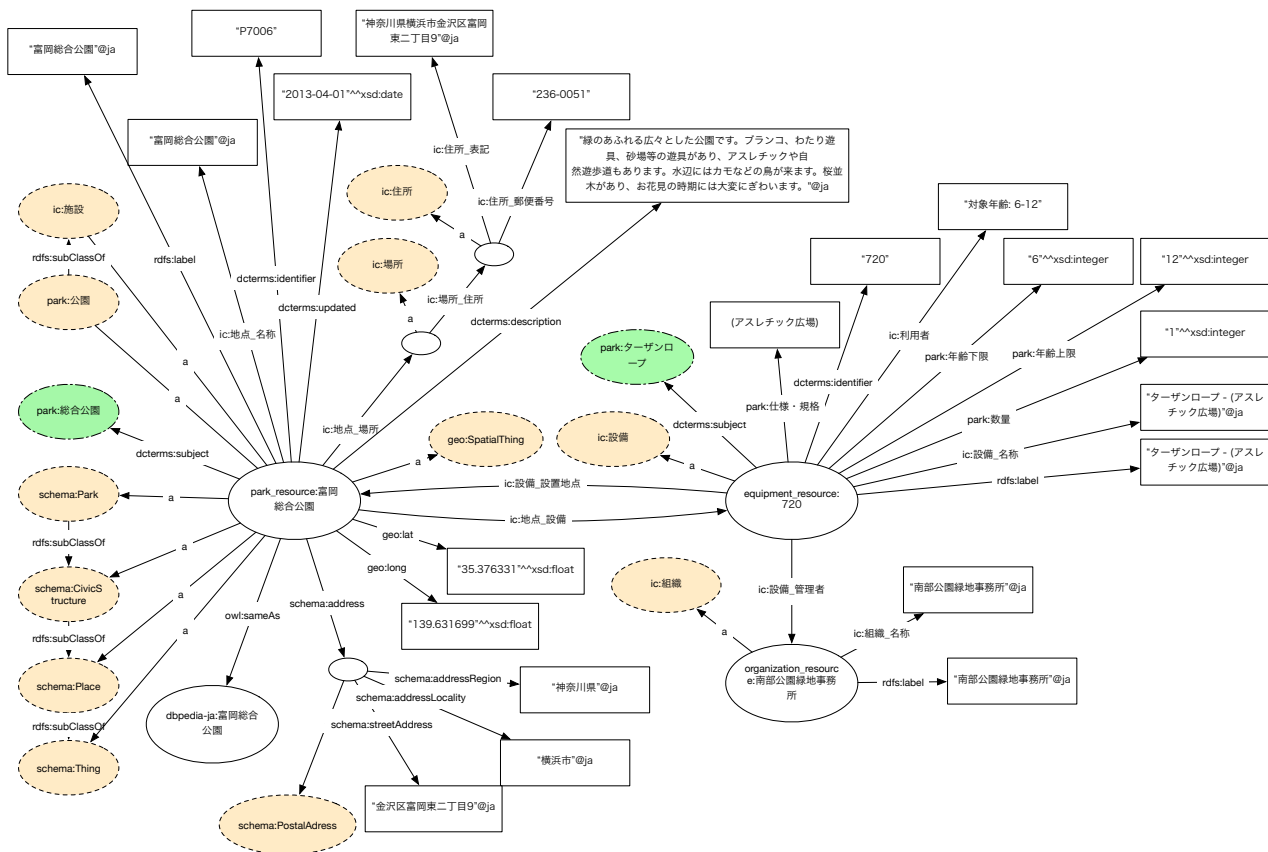 "P7006"
"神奈川県横浜市金沢区富岡
東二丁目9"@ja
"富岡総合公園"@ja
"2013-04-01"^^xsd:date
"236-0051"
"富岡総合公園"@ja
ic:住所_表記
"緑のあふれる広々とした公園です。ブランコ、わたり遊
具、砂場等の遊具があり、アスレチックや自
然遊歩道もあります。水辺にはカモなどの鳥が来ます。桜並
木があり、お花見の時期には大変にぎわいます。"@ja
ic:住所
ic:住所_郵便番号
ic:施設
"対象年齢: 6-12"
a
rdfs:subClassOf
rdfs:label
ic:場所
"720"
"6"^^xsd:integer
"12"^^xsd:integer
dcterms:identifier
park:公園
ic:場所_住所
dcterms:updated
a
dcterms:description
(アスレチック広場)
ic:利用者
"1"^^xsd:integer
ic:地点_名称
park:ターザンロ
ープ
park:年齢下限
park:年齢上限
a
a
dcterms:identifier
park:仕様・規格
"ターザンロープ - (アスレ
チック広場)"@ja
park:総合公園
ic:地点_場所
dcterms:subject
park:数量
geo:SpatialThing
ic:設備
dcterms:subject
a
a
ic:設備_名称
"ターザンロープ - (アスレ
チック広場)"@ja
rdfs:label
schema:Park
a
park_resource:富岡
総合公園
ic:設備_設置地点
equipment_resource:
720
ic:地点_設備
rdfs:subClassOf
a
geo:lat
"35.376331"^^xsd:float
geo:long
schema:CivicS
tructure
a
schema:address
owl:sameAs
"139.631699"^^xsd:float
ic:組織
ic:設備_管理者
"南部公園緑地事務所"@ja
rdfs:subClassOf
a
a
ic:組織_名称
schema:Place
schema:addressRegion
"神奈川県"@ja
organization_resourc
e:南部公園緑地事務
所
rdfs:label
"南部公園緑地事務所"@ja
schema:addressLocality
dbpedia-ja:富岡総合
公園
schema:streetAddress
rdfs:subClassOf
schema:Thing
"横浜市"@ja
"金沢区富岡東二丁目9"@ja
schema:PostalAdress